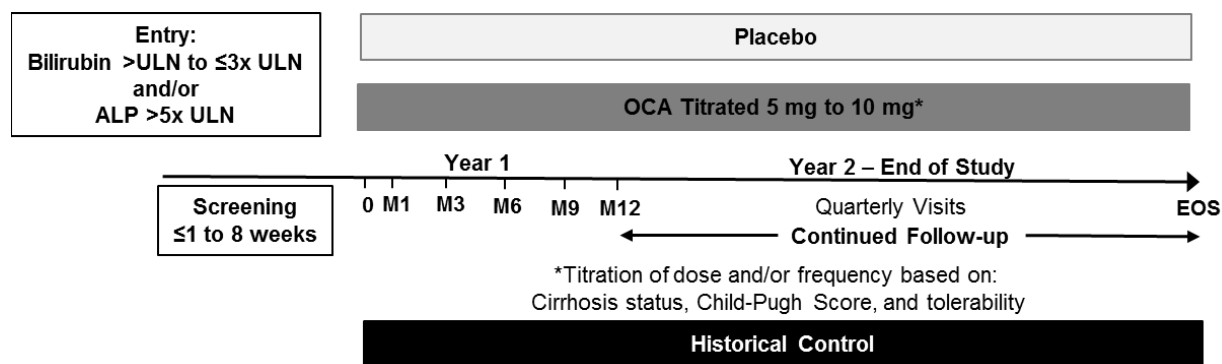 Entry:
Bilirubin >ULN to ≤3x ULN
and/or
ALP >5x ULN
Placebo
OCA Titrated 5 mg to 10 mg*
Year 1
Year 2 – End of Study
Screening
≤1 to 8 weeks
0 M1 M3 M6 M9 M12
Quarterly Visits
EOS
Continued Follow-up
*Titration of dose and/or frequency based on:
Cirrhosis status, Child-Pugh Score, and tolerability
Historical Control